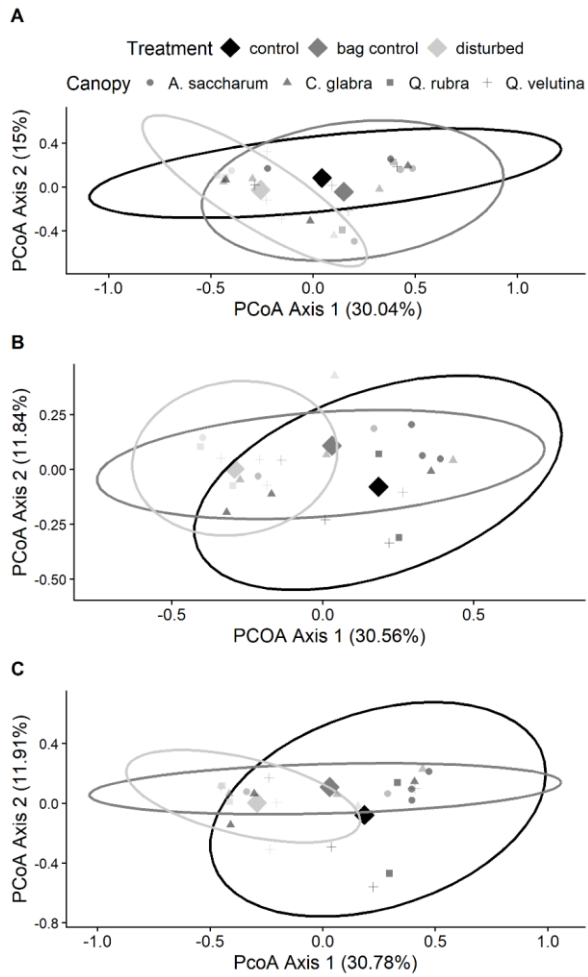 A
Treatment control bag control disturbed
Canopy A. saccharum C. glabra Q. rubra Q. velutina
PCoA Axis 2 (15%)
0.4
0.0
-0.4
-1.0 -0.5 0.0 0.5 1.0
PCoA Axis 1 (30.04%)
B
PCoA Axis 2 (11.84%)
0.25
0.00
-0.25
-0.50
-0.5 0.0 0.5
PCOA Axis 1 (30.56%)
C
PCoA Axis 2 (11.91%)
0.4
0.0
-0.4
-0.8
-1.0 -0.5 0.0 0.5 1.0
PcoA Axis 1 (30.78%)